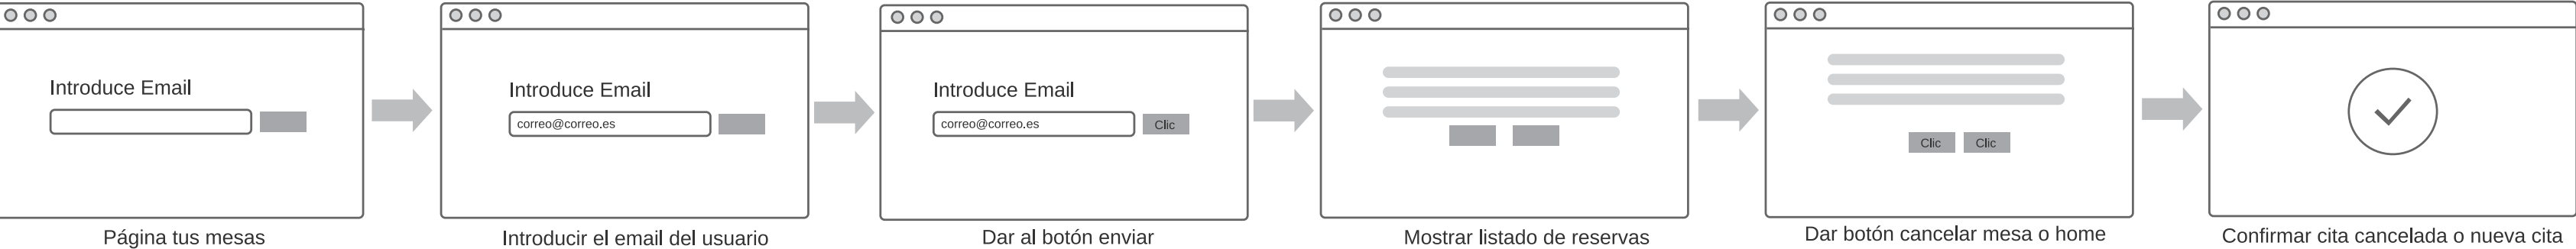 Introduce Email
Página tus mesas
Introduce Email
correo@correo.es
Introducir el email del usuario
Introduce Email
correo@correo.es
Clic
Dar al botón enviar
Mostrar listado de reservas
Clic
Clic
Dar botón cancelar mesa o home
Confirmar cita cancelada o nueva cita